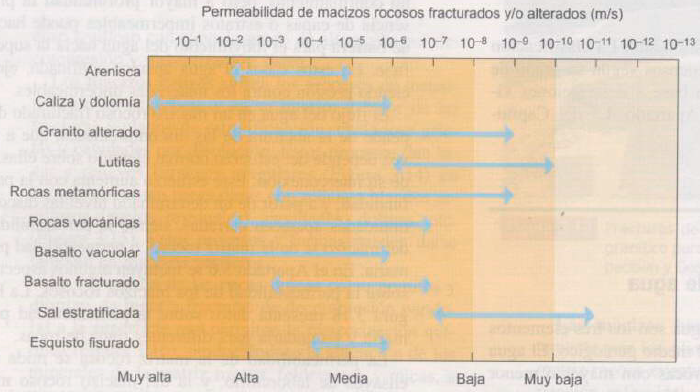 Permeabilidad de macizos rocosos fracturados y/o alterados (m/s)
10⁻¹ 10⁻² 10⁻³ 10⁻⁴ 10⁻⁵ 10⁻⁶ 10⁻⁷ 10⁻⁸ 10⁻⁹ 10⁻¹⁰ 10⁻¹¹ 10⁻¹² 10⁻¹³
Arenisca
Caliza y dolomía
Granito alterado
Lutitas
Rocas metamórficas
Rocas volcánicas
Basalto vacuolar
Basalto fracturado
Sal estratificada
Esquisto fisurado
Muy alta Alta Media Baja Muy baja
e agua